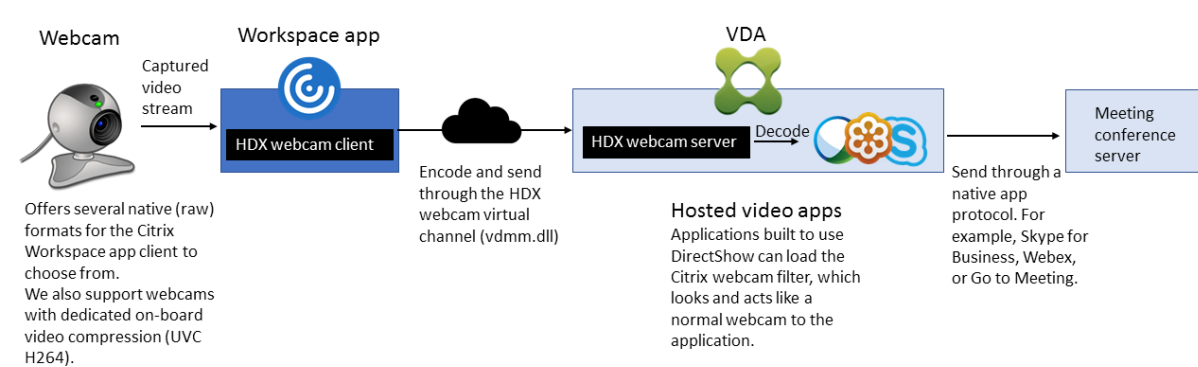 Webcam
Captured
video
stream
Offers several native (raw)
formats for the Citrix
Workspace app client to
choose from.
We also support webcams
with dedicated on-board
video compression (UVC
H264).
Workspace app
HDX webcam client
Encode and send
through the HDX
webcam virtual
channel (vdmm.dll)
VDA
HDX webcam server
Decode
S
Hosted video apps
Applications built to use
DirectShow can load the
Citrix webcam filter, which
looks and acts like a
normal webcam to the
application.
Send through a
native app
protocol. For
example, Skype for
Business, Webex,
or Go to Meeting.
Meeting
conference
server